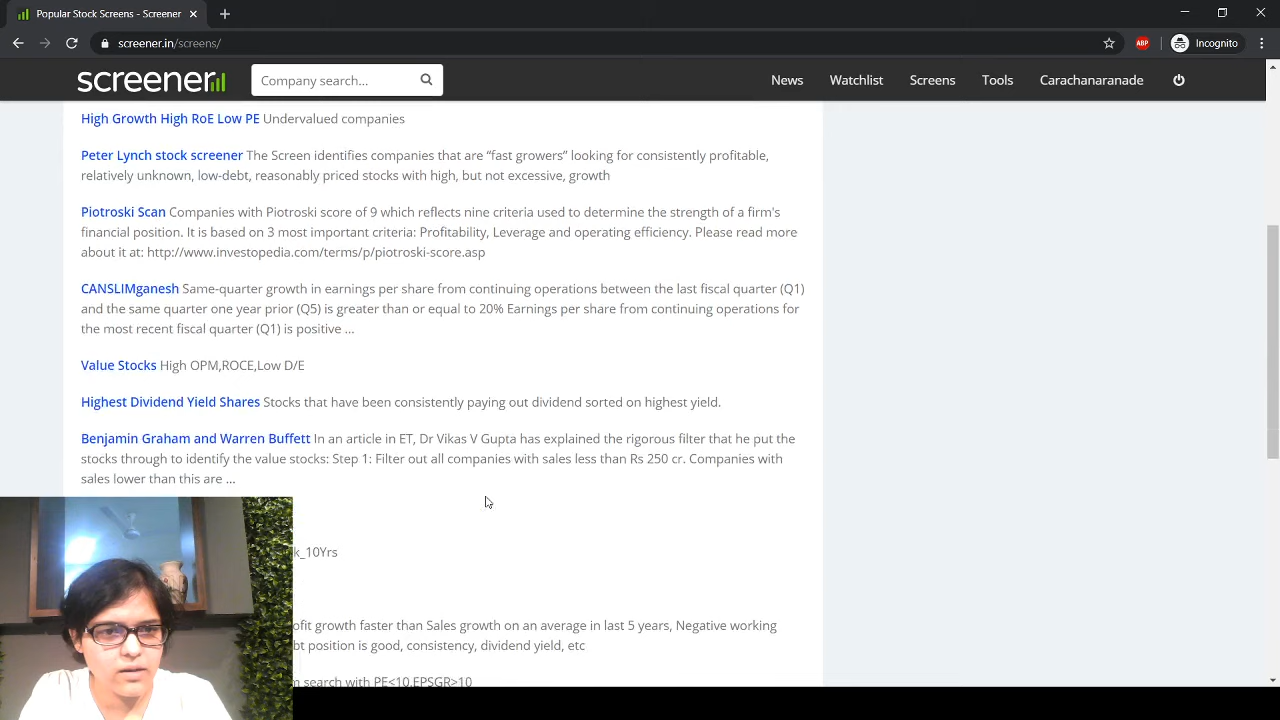 Popular Stock Screens - Screener
screener.in/screens/
ABP
Incognito
screener
Company search...
News
Watchlist
Screens
Tools
Carachanaranade
High Growth High RoE Low PE Undervalued companies
Peter Lynch stock screener The Screen identifies companies that are “fast growers” looking for consistently profitable,
relatively unknown, low-debt, reasonably priced stocks with high, but not excessive, growth
Piotroski Scan Companies with Piotroski score of 9 which reflects nine criteria used to determine the strength of a firm's
financial position. It is based on 3 most important criteria: Profitability, Leverage and operating efficiency. Please read more
about it at: http://www.investopedia.com/terms/p/piotroski-score.asp
CANSLIMganesh Same-quarter growth in earnings per share from continuing operations between the last fiscal quarter (Q1)
and the same quarter one year prior (Q5) is greater than or equal to 20% Earnings per share from continuing operations for
the most recent fiscal quarter (Q1) is positive ...
Value Stocks High OPM,ROCE,Low D/E
Highest Dividend Yield Shares Stocks that have been consistently paying out dividend sorted on highest yield.
Benjamin Graham and Warren Buffett In an article in ET, Dr Vikas V Gupta has explained the rigorous filter that he put the
stocks through to identify the value stocks: Step 1: Filter out all companies with sales less than Rs 250 cr. Companies with
sales lower than this are ...
k_10Yrs
ofit growth faster than Sales growth on an average in last 5 years, Negative working
bt position is good, consistency, dividend yield, etc
m search with PE<10,EPSGR>10